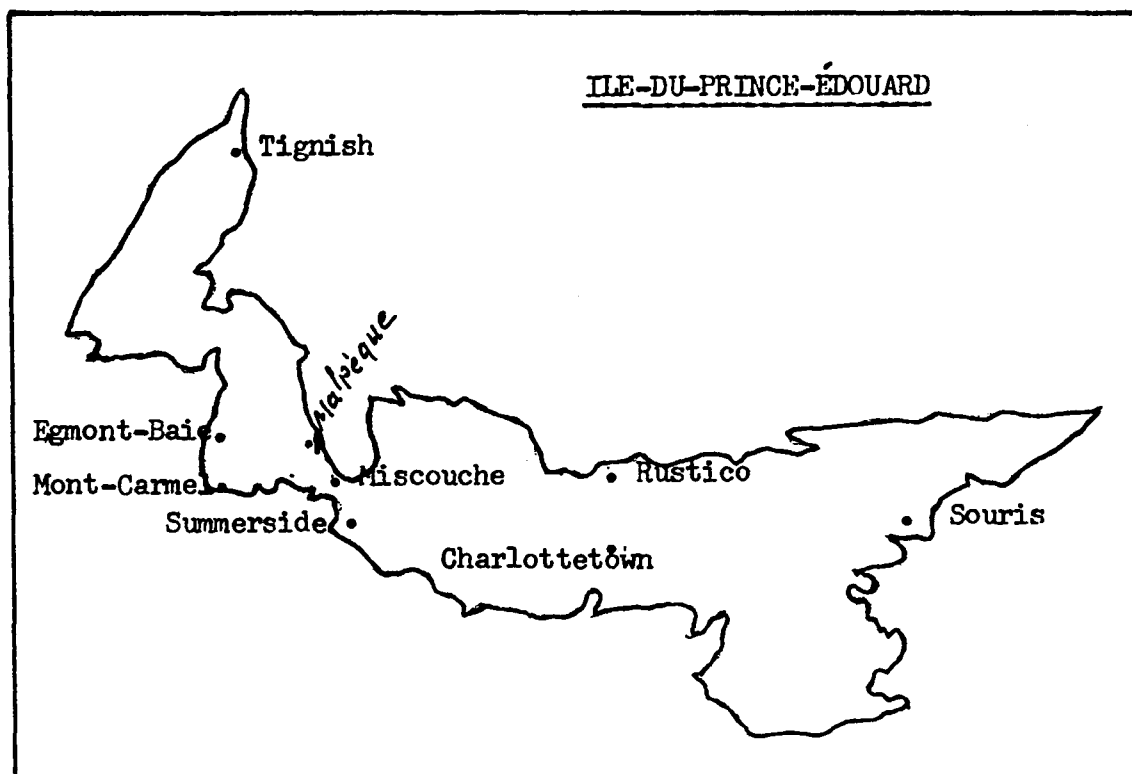 ILE-DU-PRINCE-ÉDOUARD
Tignish
Malpèque
Egmont-Baie
Mont-Carmel
Miscouche
Rustico
Summerside
Souris
Charlottetown